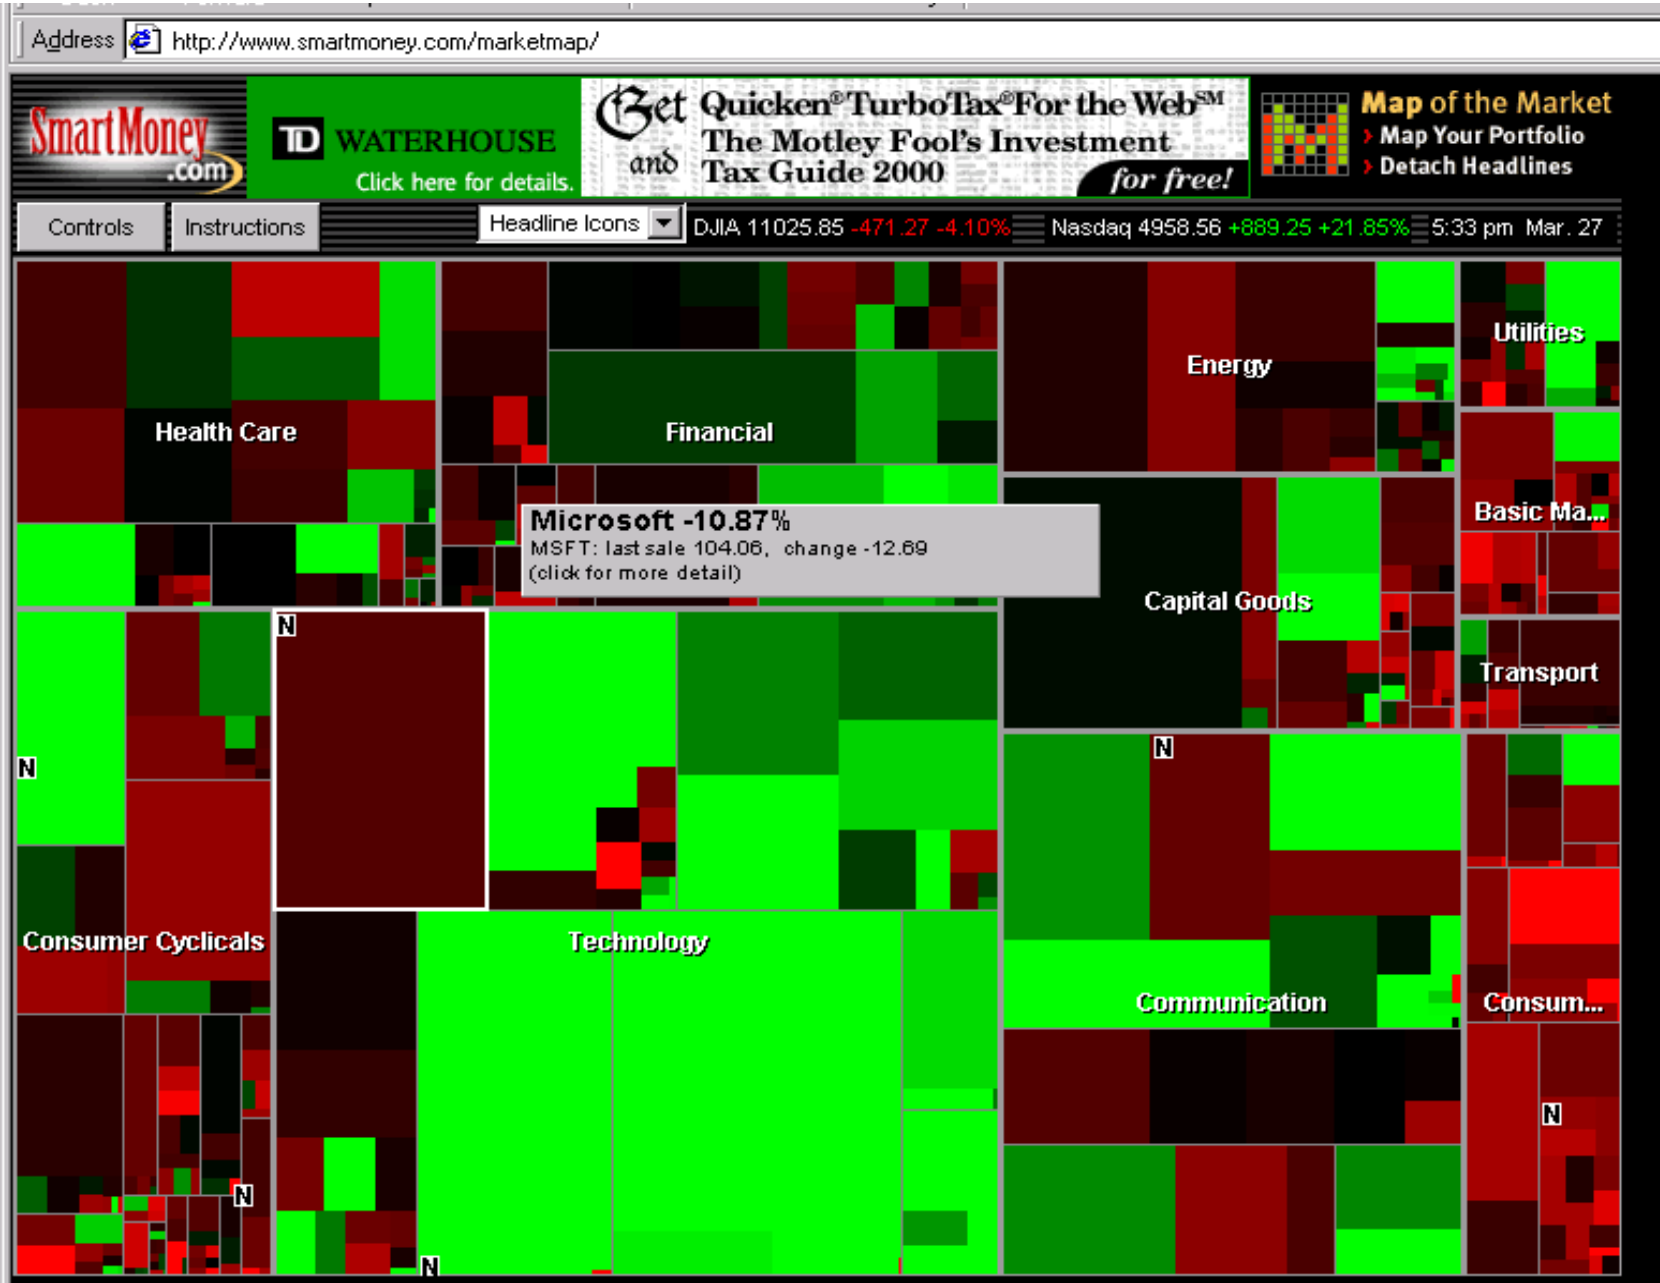 Address http://www.smartmoney.com/marketmap/
SmartMoney
.com
TD WATERHOUSE
Click here for details.
Get Quicken®TurboTax®For the Web℠
and The Motley Fool's Investment
Tax Guide 2000
for free!
Map of the Market
Map Your Portfolio
Detach Headlines
Controls Instructions Headline Icons DJIA 11025.85 -471.27 -4.10% Nasdaq 4958.56 +889.25 +21.85% 5:33 pm Mar. 27
Utilities
Energy
Health Care
Financial
Basic Ma...
Microsoft -10.87%
MSFT: last sale 104.06, change -12.69
(click for more detail)
Capital Goods
N
Transport
N
N
Consumer Cyclicals
Technology
Communication
Consum...
N
N
N